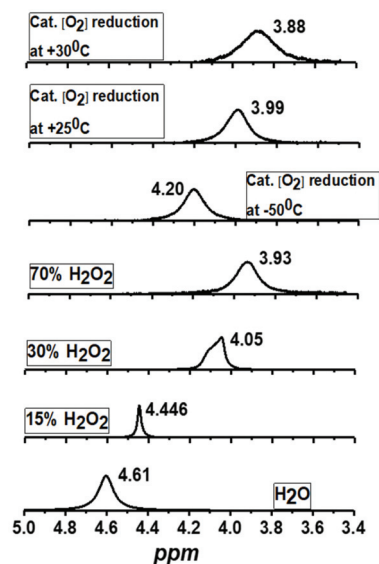 Cat. [O₂] reduction
at +30⁰C
3.88
Cat. [O₂] reduction
at +25⁰C
3.99
4.20
Cat. [O₂] reduction
at -50⁰C
70% H₂O₂
3.93
30% H₂O₂
4.05
15% H₂O₂
4.446
4.61
H₂O
5.0 4.8 4.6 4.4 4.2 4.0 3.8 3.6 3.4
ppm